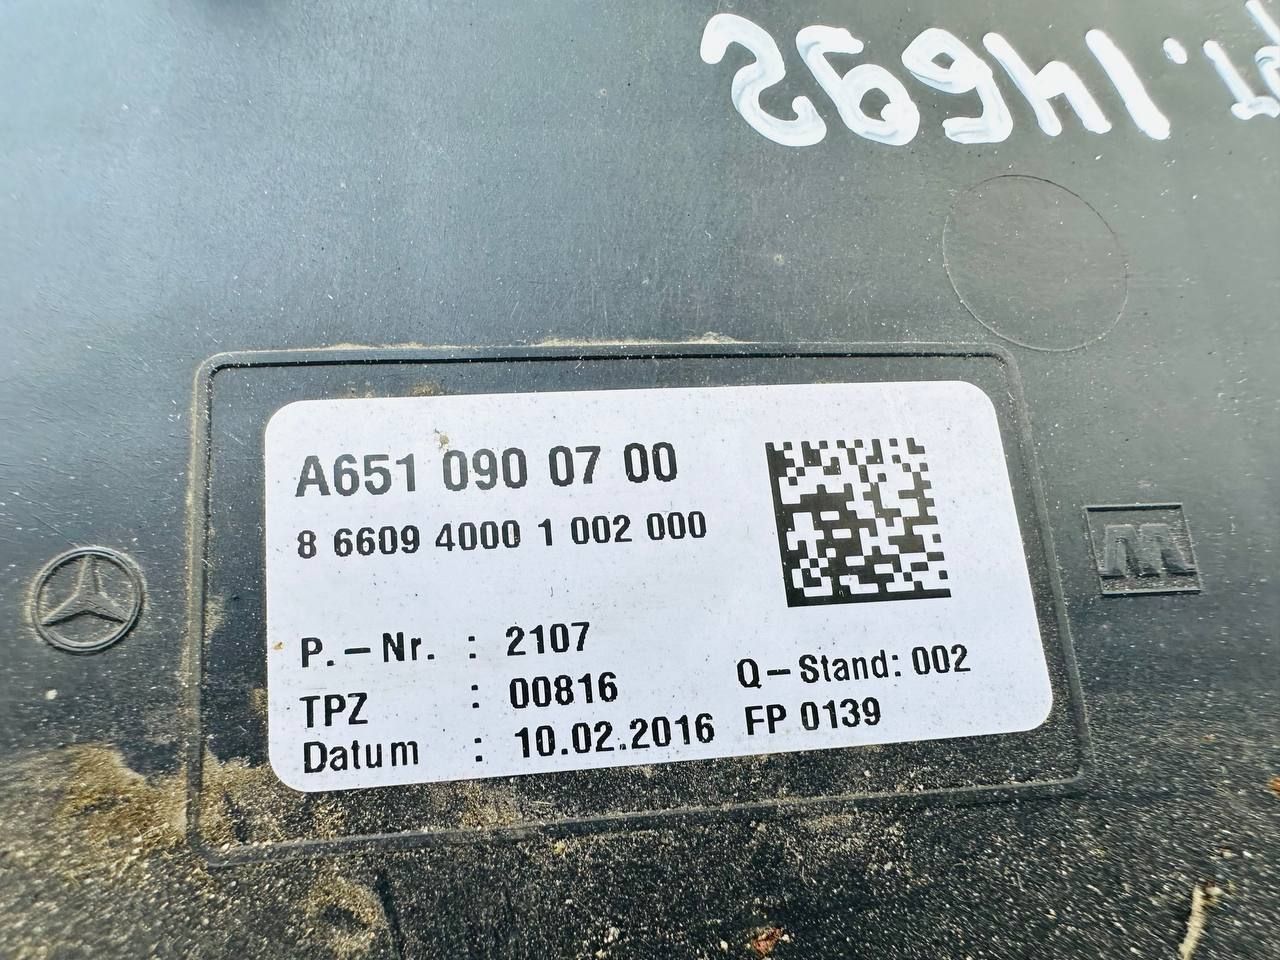 A651 090 07 00
8 6609 4000 1 002 000
P.-Nr. : 2107
TPZ : 00816 Q-Stand: 002
Datum : 10.02.2016 FP 0139